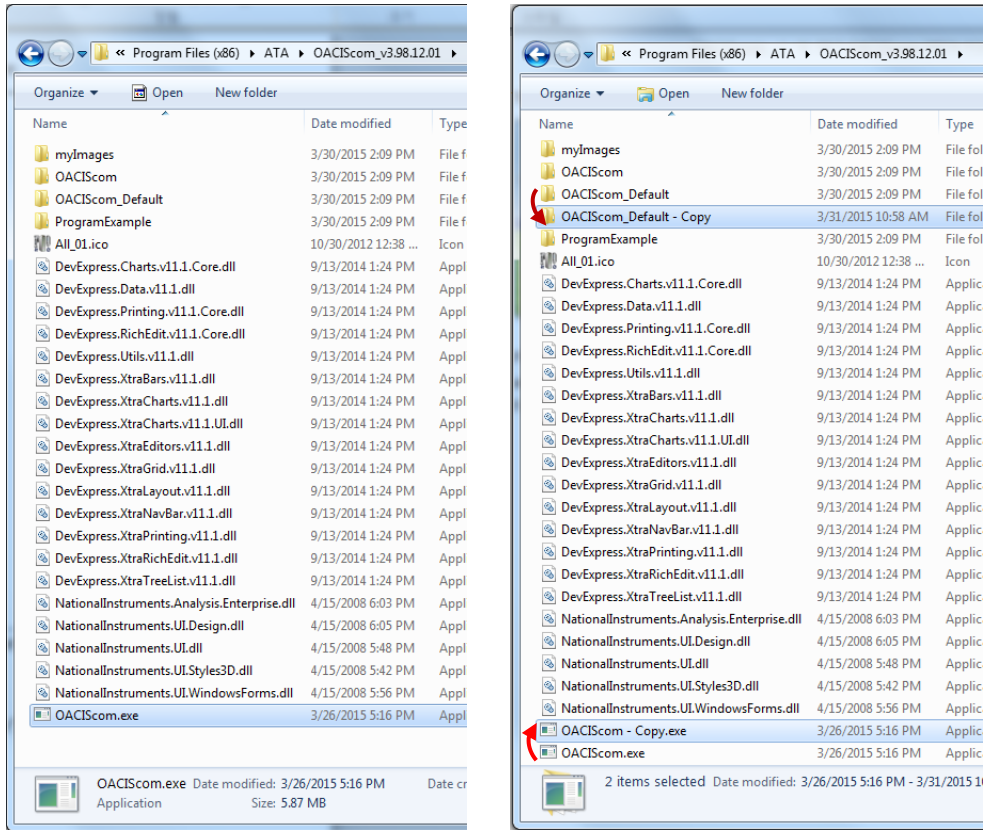 « Program Files (x86) ▸ ATA ▸ OACIScom_v3.98.12.01 ▸
Organize ▾ Open New folder
Name Date modified Type
myImages 3/30/2015 2:09 PM File f
OACIScom 3/30/2015 2:09 PM File f
OACIScom_Default 3/30/2015 2:09 PM File f
ProgramExample 3/30/2015 2:09 PM File f
All_01.ico 10/30/2012 12:38 ... Icon
DevExpress.Charts.v11.1.Core.dll 9/13/2014 1:24 PM Appl
DevExpress.Data.v11.1.dll 9/13/2014 1:24 PM Appl
DevExpress.Printing.v11.1.Core.dll 9/13/2014 1:24 PM Appl
DevExpress.RichEdit.v11.1.Core.dll 9/13/2014 1:24 PM Appl
DevExpress.Utils.v11.1.dll 9/13/2014 1:24 PM Appl
DevExpress.XtraBars.v11.1.dll 9/13/2014 1:24 PM Appl
DevExpress.XtraCharts.v11.1.dll 9/13/2014 1:24 PM Appl
DevExpress.XtraCharts.v11.1.UI.dll 9/13/2014 1:24 PM Appl
DevExpress.XtraEditors.v11.1.dll 9/13/2014 1:24 PM Appl
DevExpress.XtraGrid.v11.1.dll 9/13/2014 1:24 PM Appl
DevExpress.XtraLayout.v11.1.dll 9/13/2014 1:24 PM Appl
DevExpress.XtraNavBar.v11.1.dll 9/13/2014 1:24 PM Appl
DevExpress.XtraPrinting.v11.1.dll 9/13/2014 1:24 PM Appl
DevExpress.XtraRichEdit.v11.1.dll 9/13/2014 1:24 PM Appl
DevExpress.XtraTreeList.v11.1.dll 9/13/2014 1:24 PM Appl
NationalInstruments.Analysis.Enterprise.dll 4/15/2008 6:03 PM Appl
NationalInstruments.UI.Design.dll 4/15/2008 6:05 PM Appl
NationalInstruments.UI.dll 4/15/2008 5:48 PM Appl
NationalInstruments.UI.Styles3D.dll 4/15/2008 5:42 PM Appl
NationalInstruments.UI.WindowsForms.dll 4/15/2008 5:56 PM Appl
OACIScom.exe 3/26/2015 5:16 PM Appl
OACIScom.exe Date modified: 3/26/2015 5:16 PM Date cr
Application Size: 5.87 MB
« Program Files (x86) ▸ ATA ▸ OACIScom_v3.98.12.01 ▸
Organize ▾ Open New folder
Name Date modified Type
myImages 3/30/2015 2:09 PM File fol
OACIScom 3/30/2015 2:09 PM File fol
OACIScom_Default 3/30/2015 2:09 PM File fol
OACIScom_Default - Copy 3/31/2015 10:58 AM File fol
ProgramExample 3/30/2015 2:09 PM File fol
All_01.ico 10/30/2012 12:38 ... Icon
DevExpress.Charts.v11.1.Core.dll 9/13/2014 1:24 PM Applic
DevExpress.Data.v11.1.dll 9/13/2014 1:24 PM Applic
DevExpress.Printing.v11.1.Core.dll 9/13/2014 1:24 PM Applic
DevExpress.RichEdit.v11.1.Core.dll 9/13/2014 1:24 PM Applic
DevExpress.Utils.v11.1.dll 9/13/2014 1:24 PM Applic
DevExpress.XtraBars.v11.1.dll 9/13/2014 1:24 PM Applic
DevExpress.XtraCharts.v11.1.dll 9/13/2014 1:24 PM Applic
DevExpress.XtraCharts.v11.1.UI.dll 9/13/2014 1:24 PM Applic
DevExpress.XtraEditors.v11.1.dll 9/13/2014 1:24 PM Applic
DevExpress.XtraGrid.v11.1.dll 9/13/2014 1:24 PM Applic
DevExpress.XtraLayout.v11.1.dll 9/13/2014 1:24 PM Applic
DevExpress.XtraNavBar.v11.1.dll 9/13/2014 1:24 PM Applic
DevExpress.XtraPrinting.v11.1.dll 9/13/2014 1:24 PM Applic
DevExpress.XtraRichEdit.v11.1.dll 9/13/2014 1:24 PM Applic
DevExpress.XtraTreeList.v11.1.dll 9/13/2014 1:24 PM Applic
NationalInstruments.Analysis.Enterprise.dll 4/15/2008 6:03 PM Applic
NationalInstruments.UI.Design.dll 4/15/2008 6:05 PM Applic
NationalInstruments.UI.dll 4/15/2008 5:48 PM Applic
NationalInstruments.UI.Styles3D.dll 4/15/2008 5:42 PM Applic
NationalInstruments.UI.WindowsForms.dll 4/15/2008 5:56 PM Applic
OACIScom - Copy.exe 3/26/2015 5:16 PM Applic
OACIScom.exe 3/26/2015 5:16 PM Applic
2 items selected Date modified: 3/26/2015 5:16 PM - 3/31/2015 1